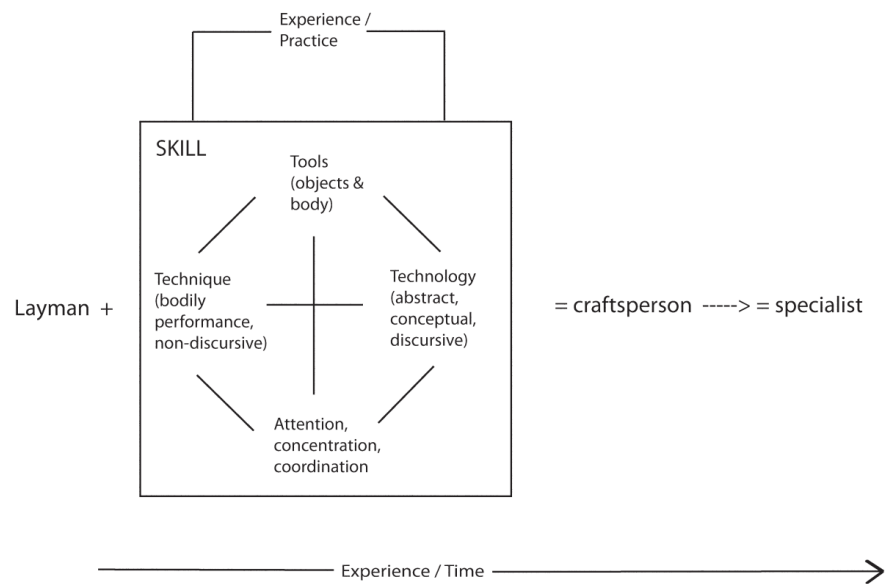 Experience /
Practice
SKILL
Tools
(objects &
body)
Technique
(bodily
performance,
non-discursive)
Technology
(abstract,
conceptual,
discursive)
Layman +
= craftsperson -----> = specialist
Attention,
concentration,
coordination
Experience / Time